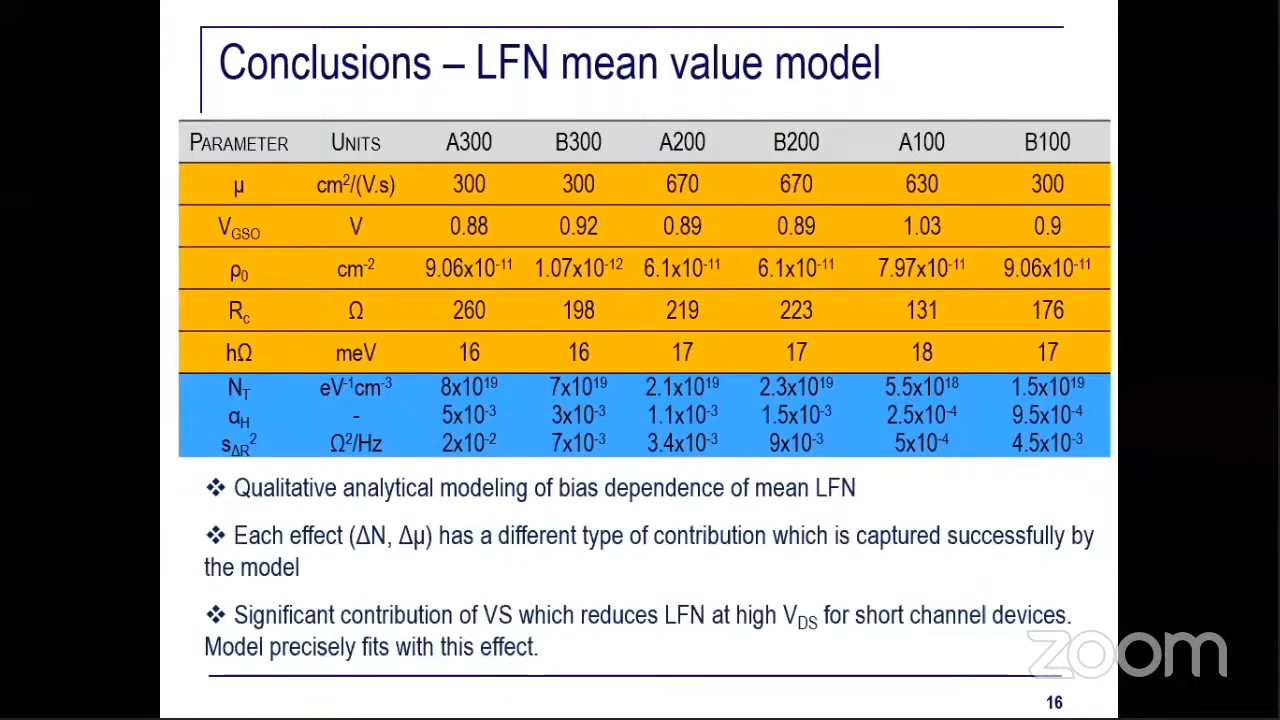 Conclusions – LFN mean value model
PARAMETER UNITS A300 B300 A200 B200 A100 B100
µ cm²/(V.s) 300 300 670 670 630 300
V_GSO V 0.88 0.92 0.89 0.89 1.03 0.9
ρ₀ cm⁻² 9.06x10⁻¹¹ 1.07x10⁻¹² 6.1x10⁻¹¹ 6.1x10⁻¹¹ 7.97x10⁻¹¹ 9.06x10⁻¹¹
R_c Ω 260 198 219 223 131 176
hΩ meV 16 16 17 17 18 17
N_T eV⁻¹cm⁻³ 8x10¹⁹ 7x10¹⁹ 2.1x10¹⁹ 2.3x10¹⁹ 5.5x10¹⁸ 1.5x10¹⁹
α_H - 5x10⁻³ 3x10⁻³ 1.1x10⁻³ 1.5x10⁻³ 2.5x10⁻⁴ 9.5x10⁻⁴
s_ΔR² Ω²/Hz 2x10⁻² 7x10⁻³ 3.4x10⁻³ 9x10⁻³ 5x10⁻⁴ 4.5x10⁻³
❖ Qualitative analytical modeling of bias dependence of mean LFN
❖ Each effect (ΔN, Δµ) has a different type of contribution which is captured successfully by
the model
❖ Significant contribution of VS which reduces LFN at high V_DS for short channel devices.
Model precisely fits with this effect.
zoom
16